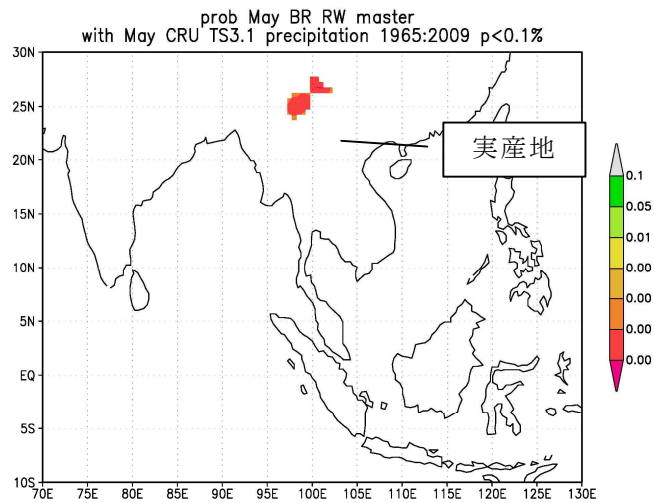 prob May BR RW master
with May CRU TS3.1 precipitation 1965:2009 p<0.1%
30N
25N
20N
15N
10N
5N
EQ
5S
10S
70E 75E 80E 85E 90E 95E 100E 105E 110E 115E 120E 125E 130E
実産地
0.1
0.05
0.01
0.00
0.00
0.00
0.00